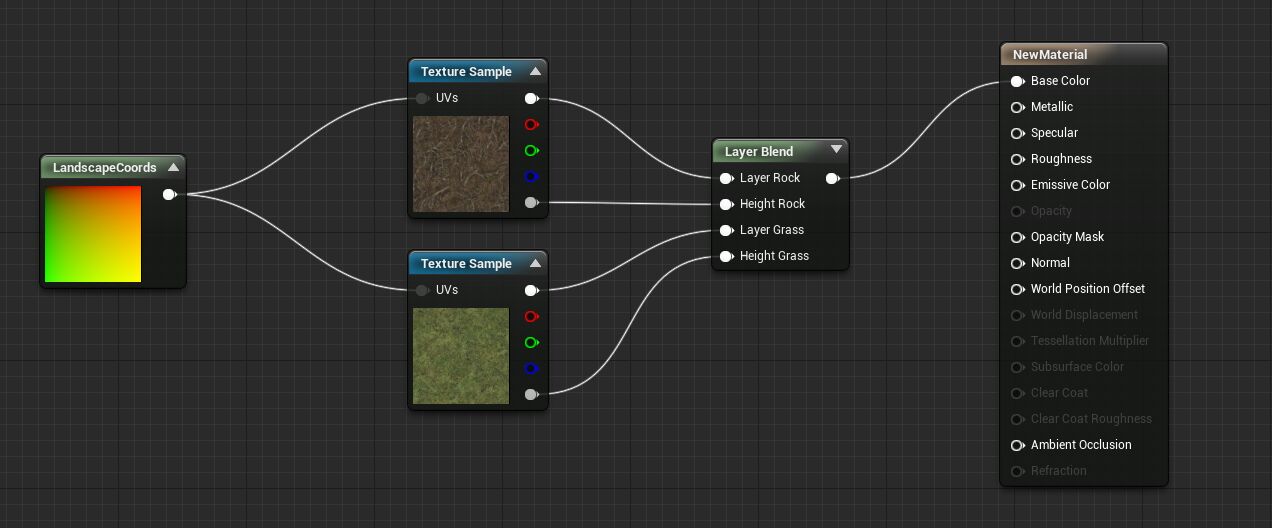 LandscapeCoords
Texture Sample
UVs
Texture Sample
UVs
Layer Blend
Layer Rock
Height Rock
Layer Grass
Height Grass
NewMaterial
Base Color
Metallic
Specular
Roughness
Emissive Color
Opacity
Opacity Mask
Normal
World Position Offset
World Displacement
Tessellation Multiplier
Subsurface Color
Clear Coat
Clear Coat Roughness
Ambient Occlusion
Refraction